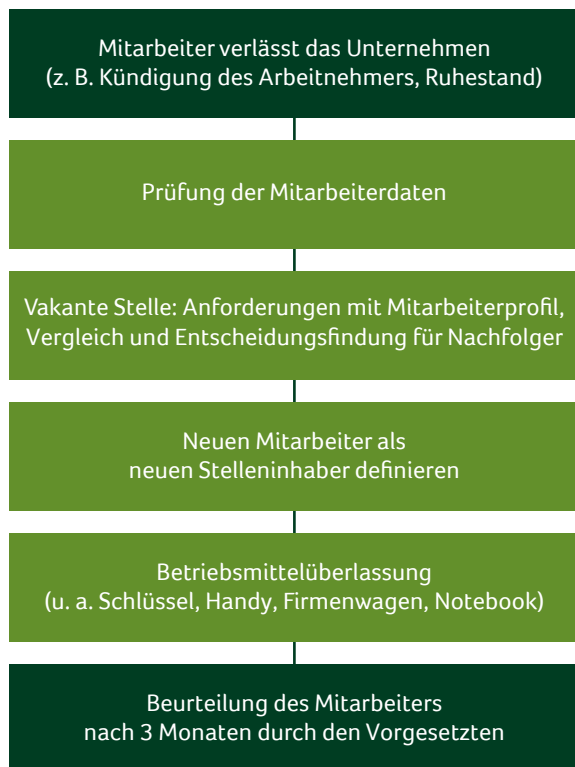 Mitarbeiter verlässt das Unternehmen
(z. B. Kündigung des Arbeitnehmers, Ruhestand)
Prüfung der Mitarbeiterdaten
Vakante Stelle: Anforderungen mit Mitarbeiterprofil,
Vergleich und Entscheidungsfindung für Nachfolger
Neuen Mitarbeiter als
neuen Stelleninhaber definieren
Betriebsmittelüberlassung
(u. a. Schlüssel, Handy, Firmenwagen, Notebook)
Beurteilung des Mitarbeiters
nach 3 Monaten durch den Vorgesetzten